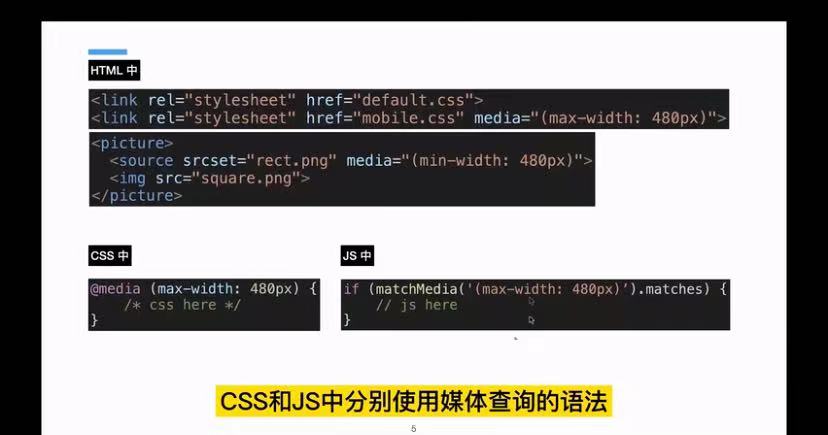 HTML 中
<link rel="stylesheet" href="default.css">
<link rel="stylesheet" href="mobile.css" media="(max-width: 480px)">
<picture>
  <source srcset="rect.png" media="(min-width: 480px)">
  <img src="square.png">
</picture>
CSS 中
@media (max-width: 480px) {
    /* css here */
}
JS 中
if (matchMedia('(max-width: 480px)').matches) {
    // js here
}
CSS和JS中分别使用媒体查询的语法
5